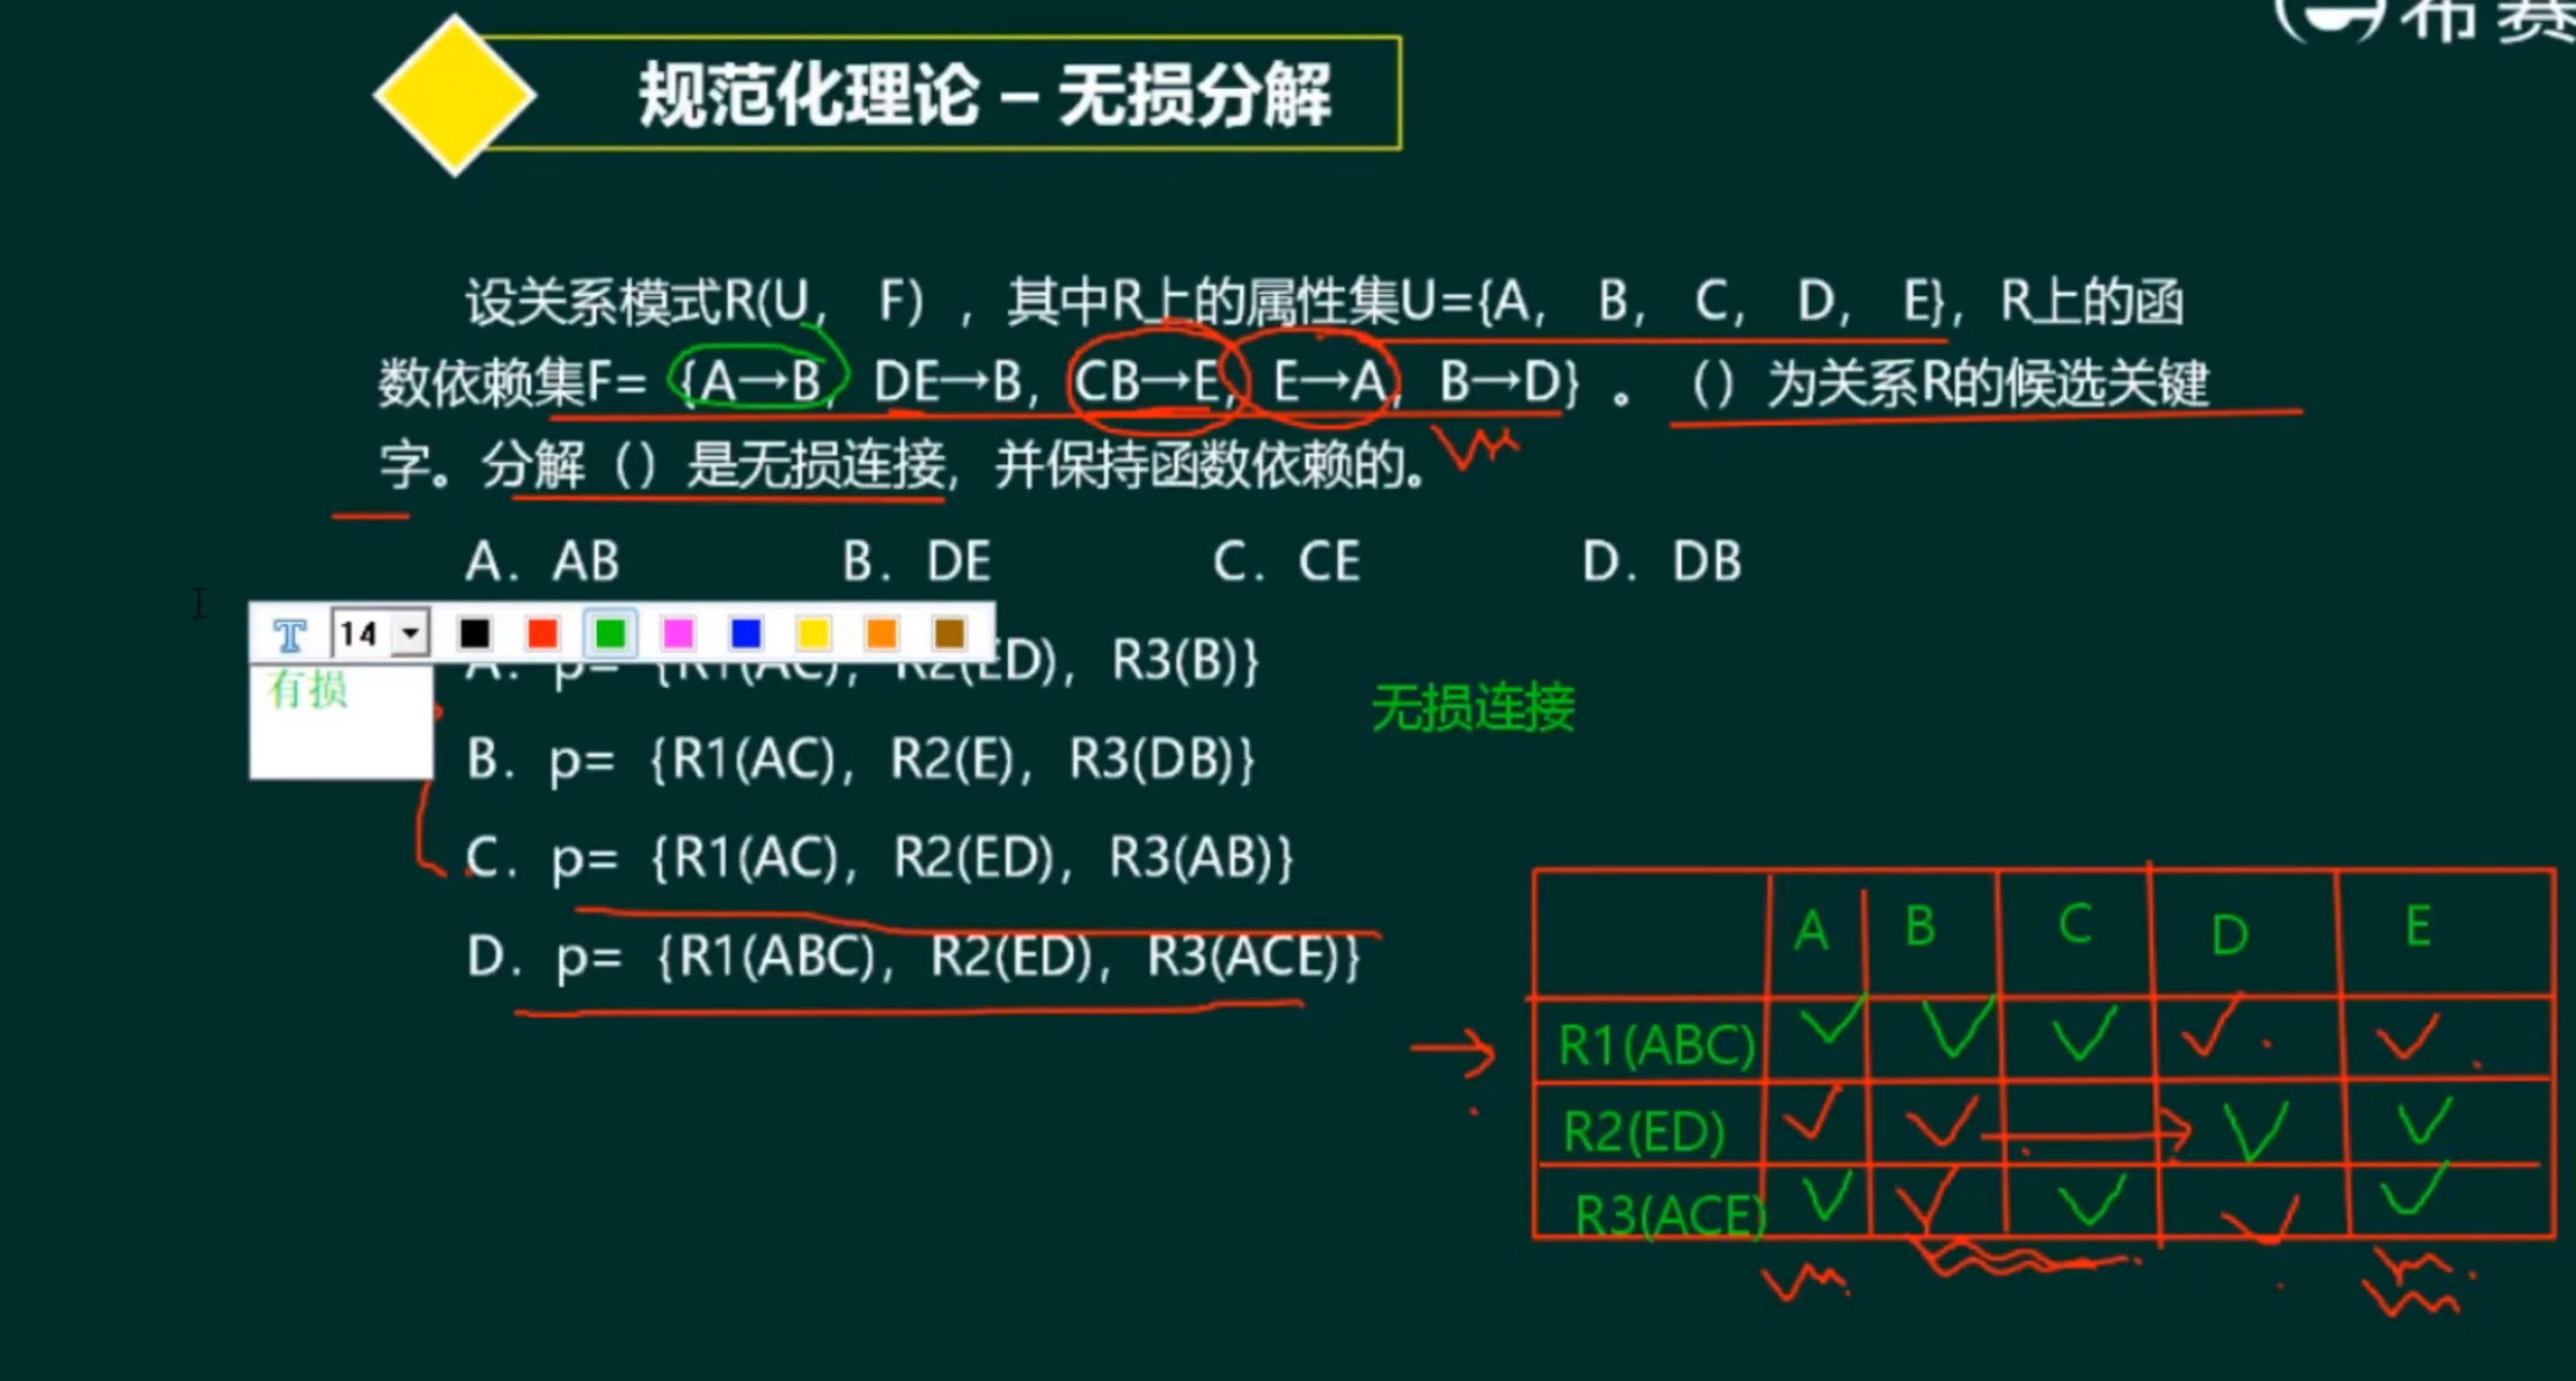 布赛
规范化理论 – 无损分解
设关系模式R(U, F) , 其中R上的属性集U={A, B, C, D, E}, R上的函
数依赖集F= {A→B, DE→B, CB→E, E→A, B→D} 。 () 为关系R的候选关键
字。分解 () 是无损连接, 并保持函数依赖的。
A. AB B. DE C. CE D. DB
14
A. p= {R1(AC), R2(ED), R3(B)}
有损
无损连接
B. p= {R1(AC), R2(E), R3(DB)}
C. p= {R1(AC), R2(ED), R3(AB)}
D. p= {R1(ABC), R2(ED), R3(ACE)}
A B C D E
R1(ABC)
R2(ED)
R3(ACE)